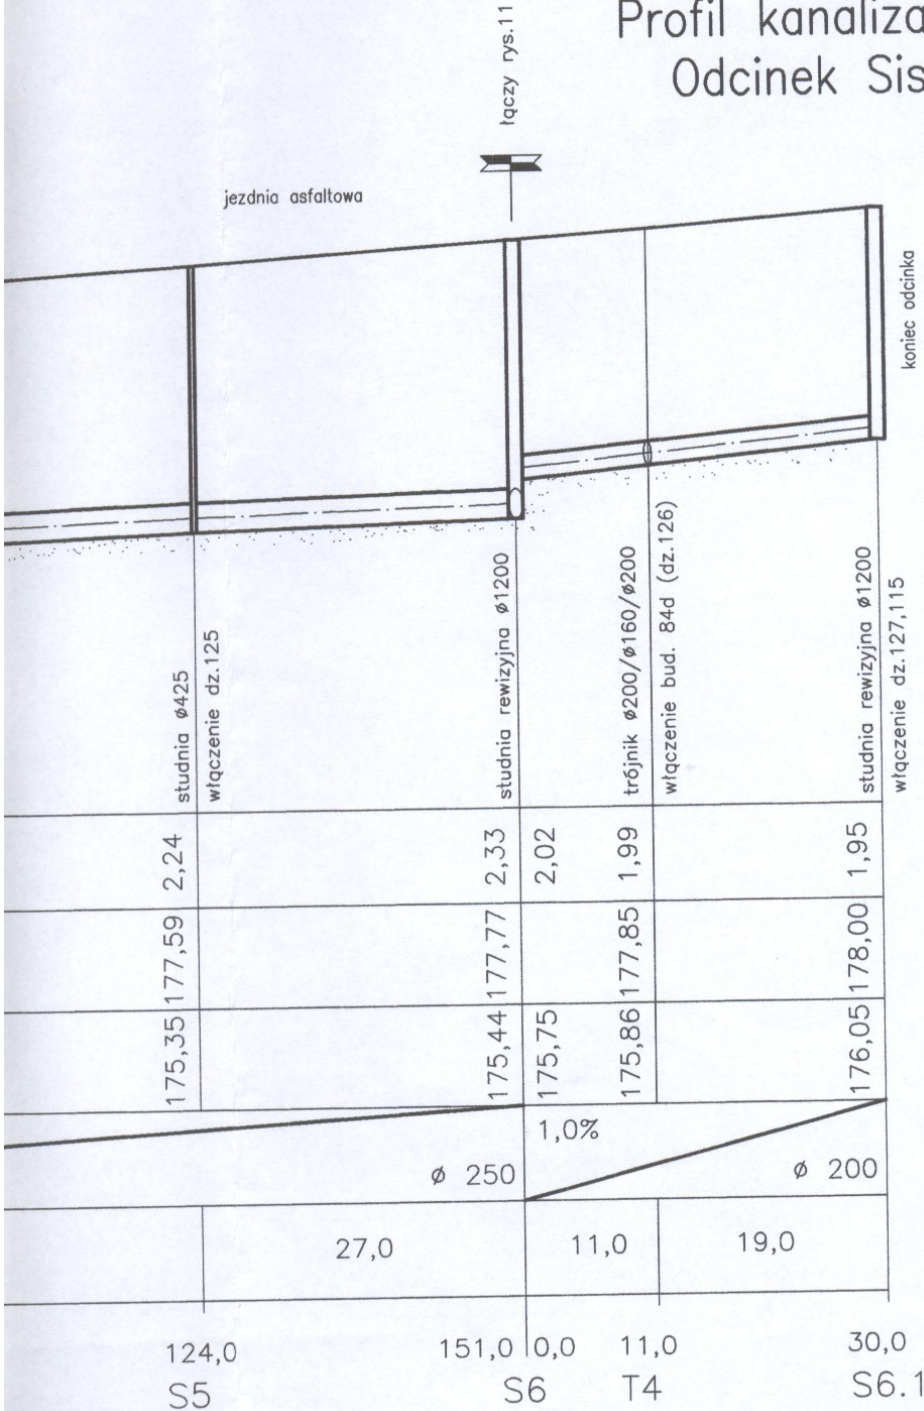 Profil kanaliza
Odcinek Sis
łączy rys.11
jezdnia asfaltowa
koniec odcinka
studnia ø425
włączenie dz.125
studnia rewizyjna ø1200
trójnik ø200/ø160/ø200
włączenie bud. 84d (dz.126)
studnia rewizyjna ø1200
włączenie dz.127,115
2,24 2,33 2,02 1,99 1,95
177,59 177,77 177,85 178,00
175,35 175,44 175,75 175,86 176,05
1,0%
ø 250 ø 200
27,0 11,0 19,0
124,0 151,0 0,0 11,0 30,0
S5 S6 T4 S6.1